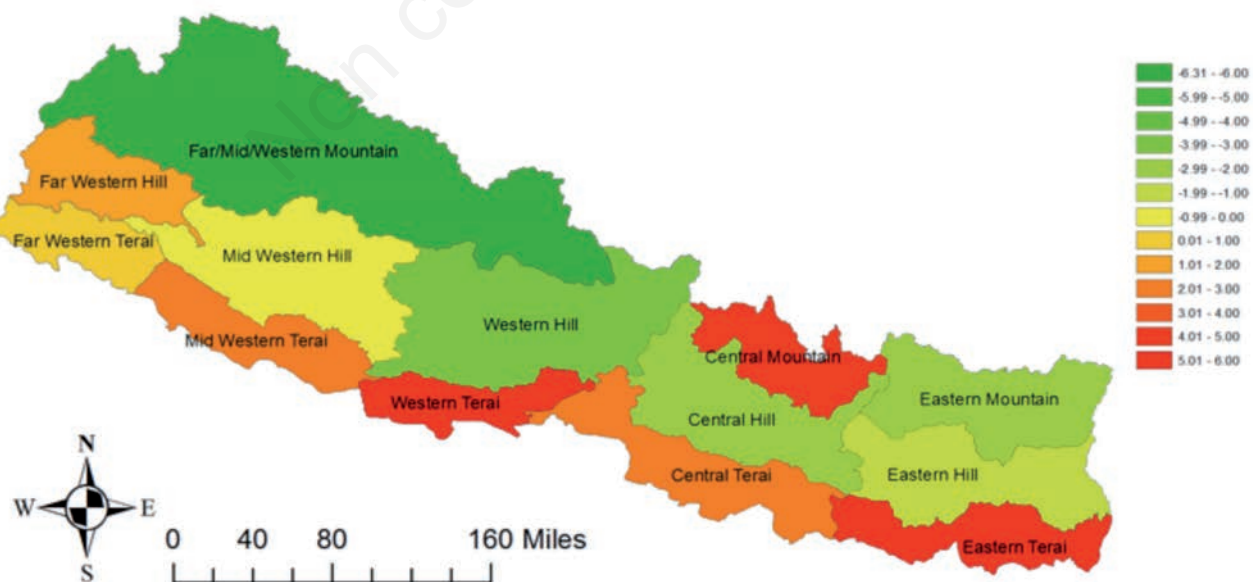 Non co
Far/Mid/Western Mountain
Far Western Hill
Far Western Terai
Mid Western Hill
Mid Western Terai
Western Hill
Western Terai
Central Mountain
Central Hill
Central Terai
Eastern Mountain
Eastern Hill
Eastern Terai
-6.31 - -6.00
-5.99 - -5.00
-4.99 - -4.00
-3.99 - -3.00
-2.99 - -2.00
-1.99 - -1.00
-0.99 - 0.00
0.01 - 1.00
1.01 - 2.00
2.01 - 3.00
3.01 - 4.00
4.01 - 5.00
5.01 - 6.00
N
W E
S
0 40 80 160 Miles